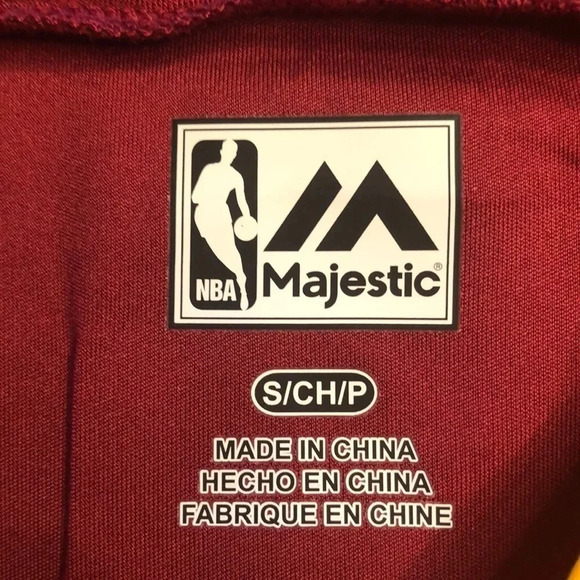 NBA
Majestic®
S/CH/P
MADE IN CHINA
HECHO EN CHINA
FABRIQUE EN CHINE